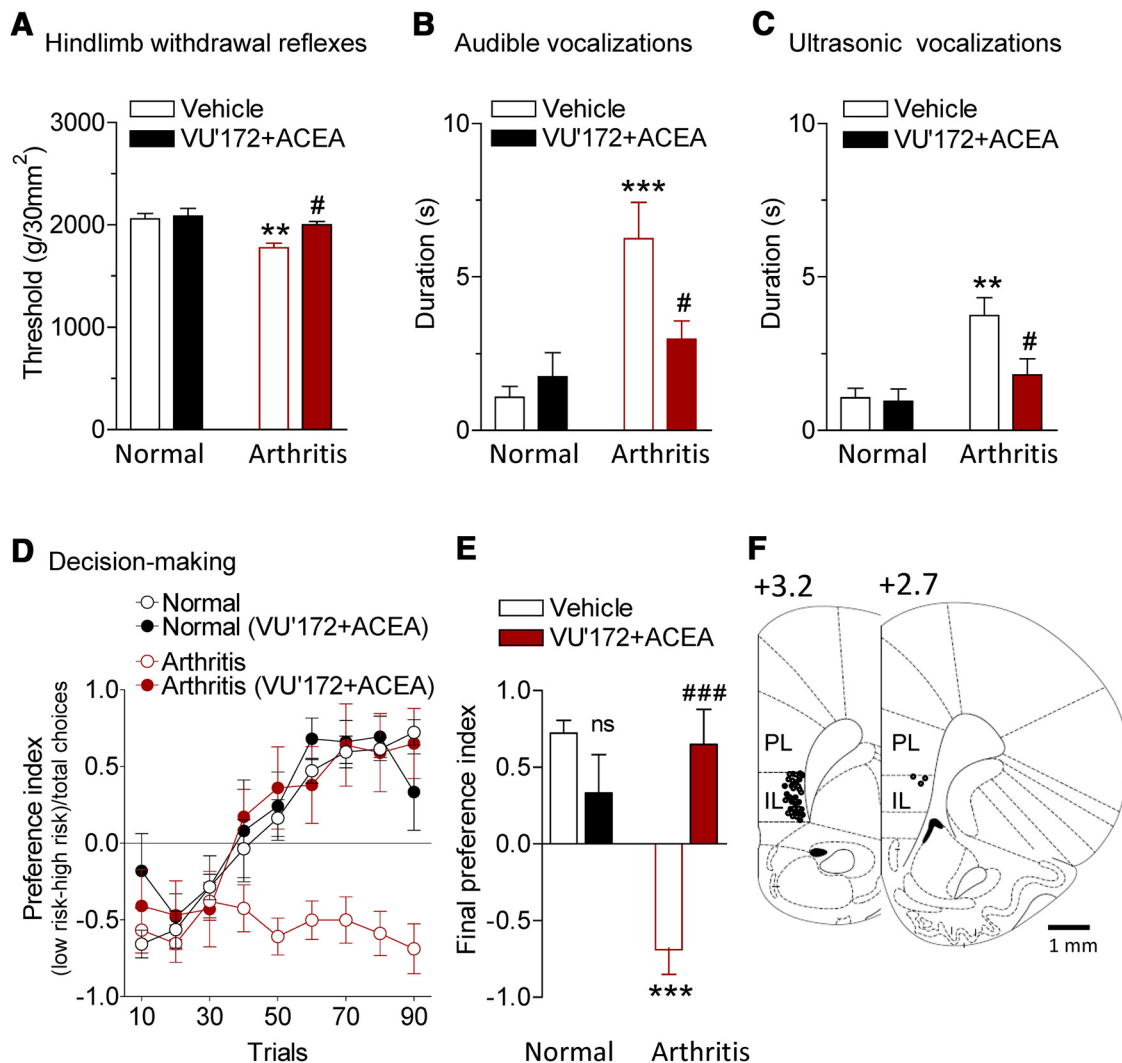 A Hindlimb withdrawal reflexes
Vehicle
VU'172+ACEA
3000
2000
1000
0
Threshold (g/30mm²)
**
#
Normal
Arthritis
B Audible vocalizations
Vehicle
VU'172+ACEA
10
5
0
Duration (s)
***
#
Normal
Arthritis
C Ultrasonic vocalizations
Vehicle
VU'172+ACEA
10
5
0
Duration (s)
**
#
Normal
Arthritis
D Decision-making
Normal
Normal (VU'172+ACEA)
Arthritis
Arthritis (VU'172+ACEA)
1.0
0.5
0.0
-0.5
-1.0
Preference index
(low risk-high risk)/total choices
10
30
50
70
90
Trials
E
Vehicle
VU'172+ACEA
1.0
0.5
0.0
-0.5
-1.0
Final preference index
ns
###
***
Normal
Arthritis
F
+3.2
+2.7
PL
PL
IL
IL
1 mm